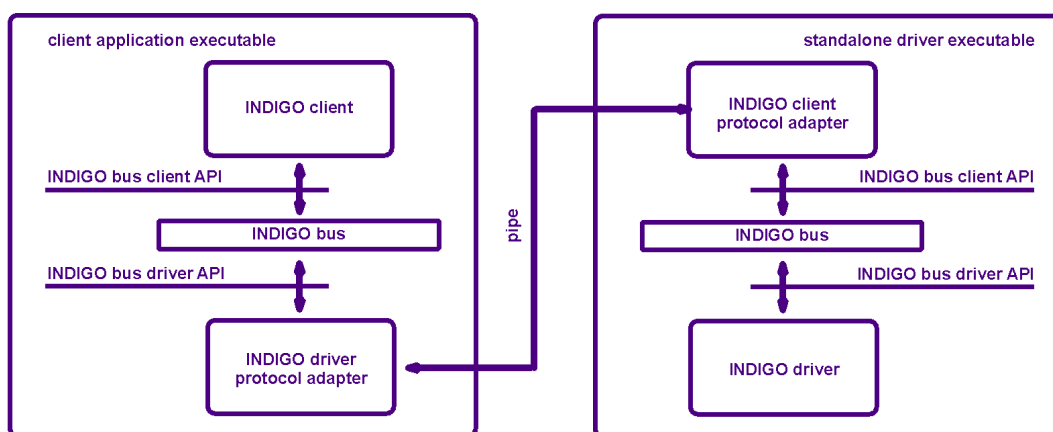 client application executable
INDIGO client
INDIGO bus client API
INDIGO bus
INDIGO bus driver API
INDIGO driver
protocol adapter
pipe
standalone driver executable
INDIGO client
protocol adapter
INDIGO bus client API
INDIGO bus
INDIGO bus driver API
INDIGO driver